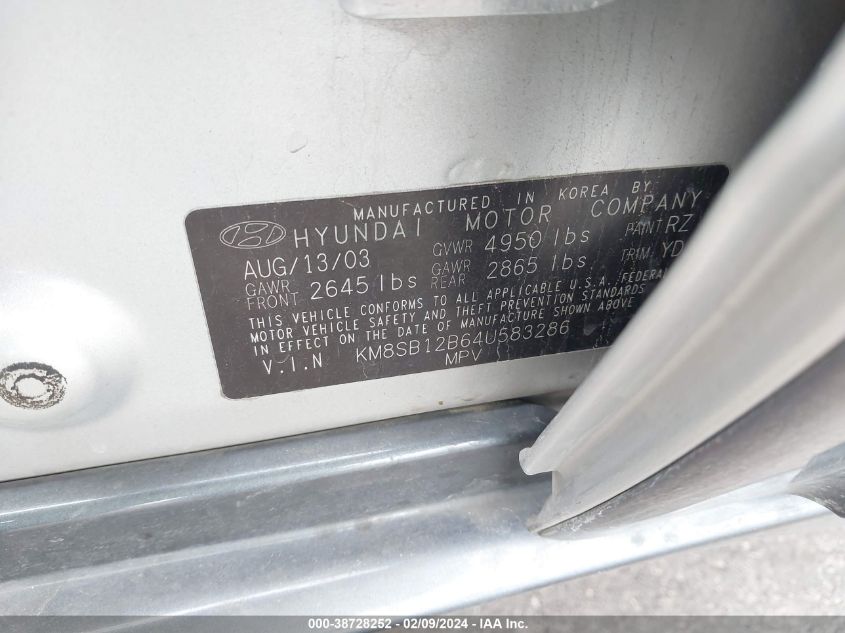 MANUFACTURED IN KOREA BY
HYUNDAI MOTOR COMPANY
AUG/13/03 GVWR 4950 lbs PAINT RZ
GAWR FRONT 2645 lbs GAWR REAR 2865 lbs TRIM YD
THIS VEHICLE CONFORMS TO ALL APPLICABLE U.S.A. FEDERAL
MOTOR VEHICLE SAFETY AND THEFT PREVENTION STANDARDS
IN EFFECT ON THE DATE OF MANUFACTURE SHOWN ABOVE
V.I.N KM8SB12B64U583286
MPV
000-38728252 - 02/09/2024 - IAA, Inc.